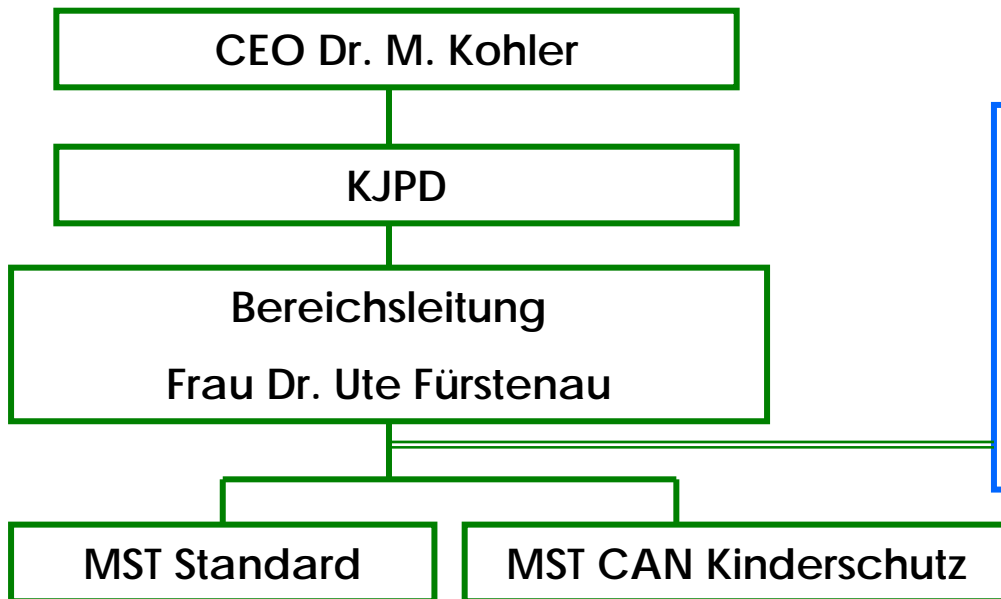 CEO Dr. M. Kohler
KJPD
Bereichsleitung
Frau Dr. Ute Fürstenau
MST Standard
MST CAN Kinderschutz